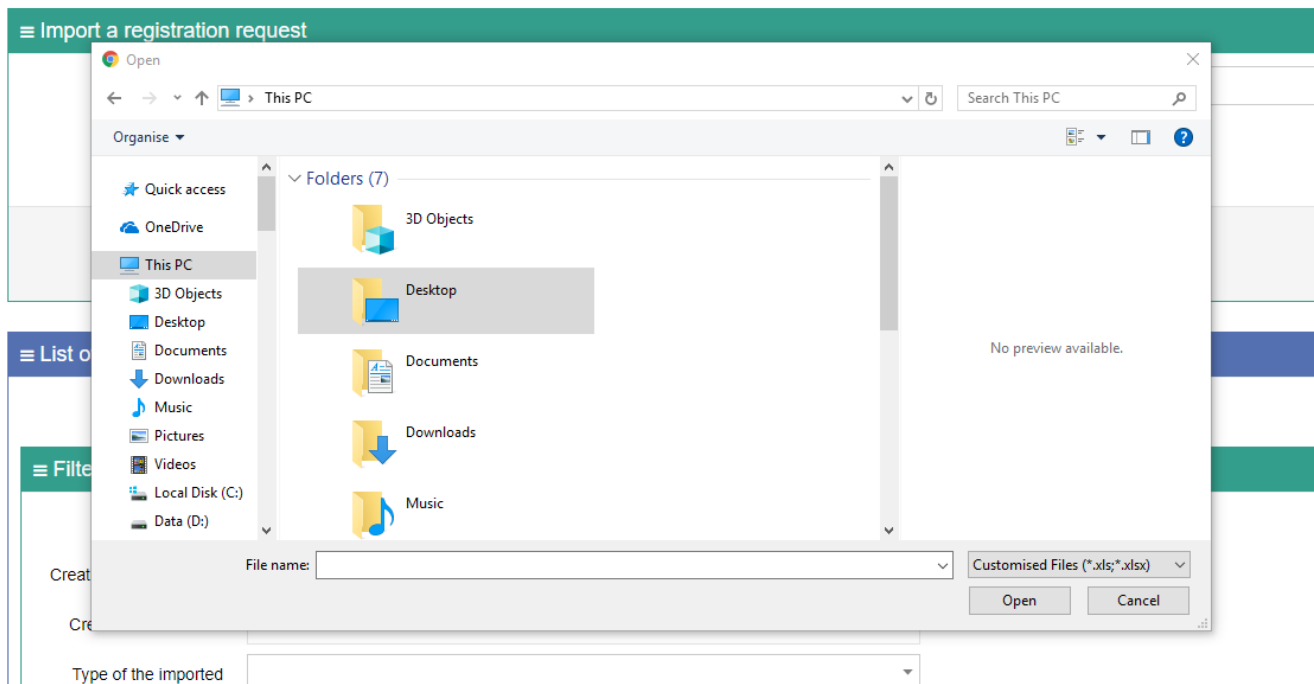 ≡ Import a registration request
Open
This PC
Search This PC
Organise
?
Quick access
OneDrive
This PC
3D Objects
Desktop
Documents
Downloads
Music
Pictures
Videos
Local Disk (C:)
Data (D:)
Folders (7)
3D Objects
Desktop
Documents
Downloads
Music
No preview available.
≡ List o
≡ Filte
File name:
Customised Files (*.xls;*.xlsx)
Open
Cancel
Creat
Cre
Type of the imported